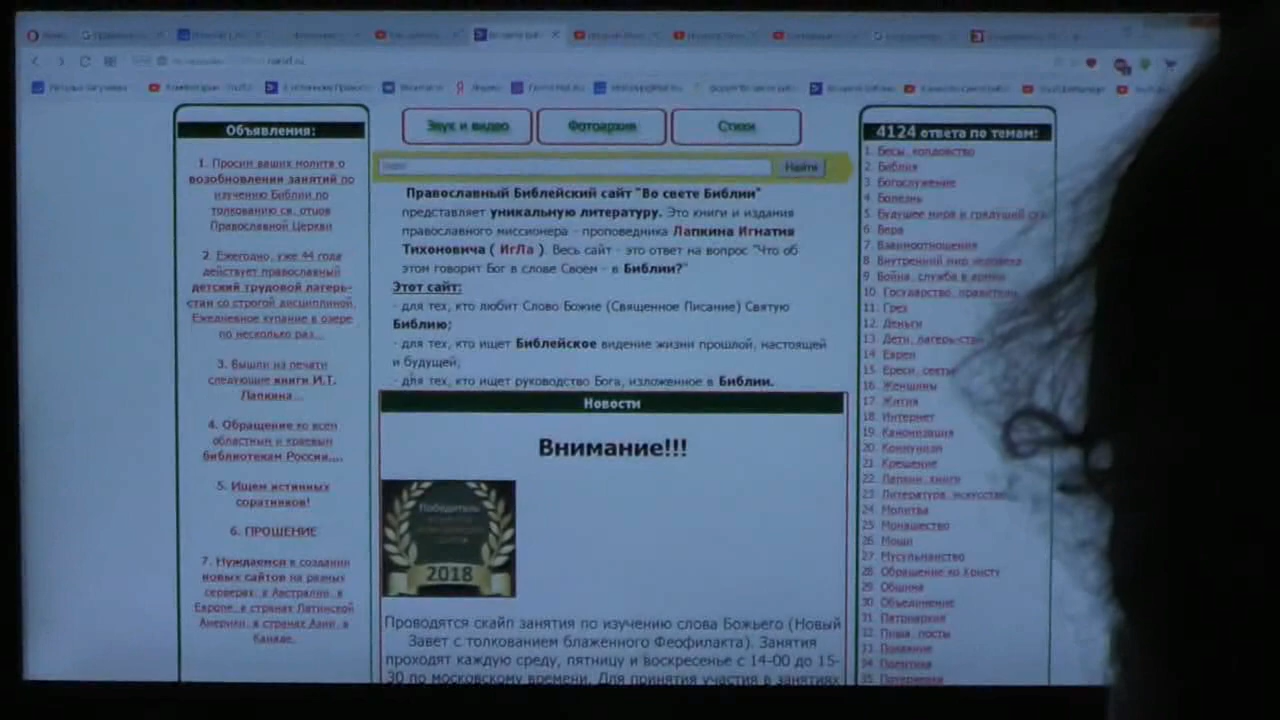 Объявления:
1. Просим ваших молитв о
возобновлении занятий по
изучению Библии по
толкованию св. отцов
Православной Церкви
2. Ежегодно, уже 44 года
действует православный
детский трудовой лагерь-
стан со строгой дисциплиной.
Ежедневное купание в озере
по несколько раз...
3. Вышли из печати
следующие книги И.Т.
Лапкина...
4. Обращение ко всем
областным и краевым
библиотекам России....
5. Ищем истинных
соратников!
6. ПРОШЕНИЕ
7. Нуждаемся в создании
новых сайтов на разных
серверах, в Австралии, в
Европе, в странах Латинской
Америки, в странах Азии, в
Канаде.
Звук и видео
Фотоархив
Стихи
Найти
Православный Библейский сайт "Во свете Библии"
представляет уникальную литературу. Это книги и издания
православного миссионера - проповедника Лапкина Игнатия
Тихоновича ( ИгЛа ). Весь сайт - это ответ на вопрос "Что об
этом говорит Бог в слове Своем - в Библии?"
Этот сайт:
- для тех, кто любит Слово Божие (Священное Писание) Святую
Библию;
- для тех, кто ищет Библейское видение жизни прошлой, настоящей
и будущей;
- для тех, кто ищет руководство Бога, изложенное в Библии.
Новости
Внимание!!!
Победитель
2018
Проводятся скайп занятия по изучению слова Божьего (Новый
Завет с толкованием блаженного Феофилакта). Занятия
проходят каждую среду, пятницу и воскресенье с 14-00 до 15-
30 по московскому времени. Для принятия участия в занятиях
4124 ответа по темам:
1. Бесы, колдовство
2. Библия
3. Богослужение
4. Болезнь
5. Будущее мира и грядущий
6. Вера
7. Взаимоотношения
8. Внутренний мир человека
9. Война, служба в армии
10. Государство, правители
11. Грех
12. Деньги
13. Дети, лагерь-стан
14. Евреи
15. Ереси, секты
16. Женщины
17. Жития
18. Интернет
19. Канонизация
20. Коммунизм
21. Крещение
22. Лапкин, книги
23. Литература, искусство
24. Молитва
25. Монашество
26. Мощи
27. Мусульманство
28. Обращение ко Христу
29. Община
30. Объединение
31. Патриархия
32. Пища, посты
33. Покаяние
34. Политика
35.